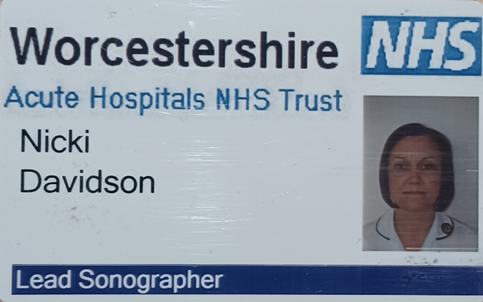 Worcestershire NHS
Acute Hospitals NHS Trust
Nicki
Davidson
Lead Sonographer